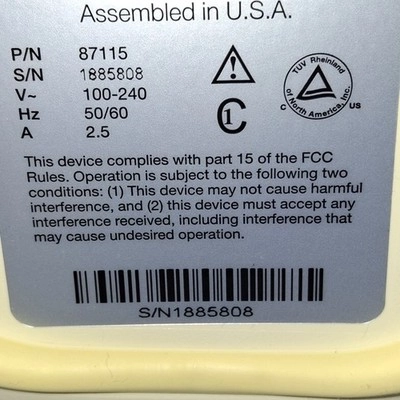 Assembled in U.S.A.
P/N 87115
S/N 1885808
V~ 100-240
Hz 50/60
A 2.5
TUV Rheinland
of North America, Inc.
C US
This device complies with part 15 of the FCC
Rules. Operation is subject to the following two
conditions: (1) This device may not cause harmful
interference, and (2) this device must accept any
interference received, including interference that
may cause undesired operation.
S/N1885808